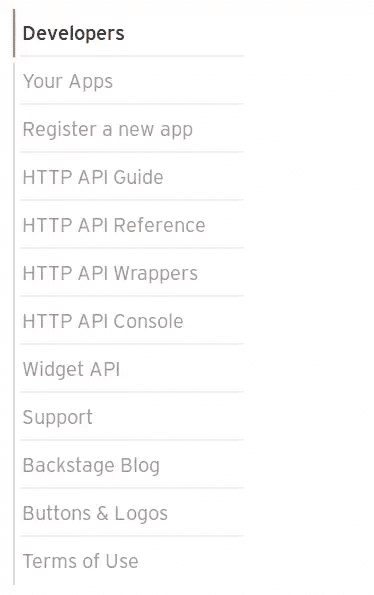 Developers
Your Apps
Register a new app
HTTP API Guide
HTTP API Reference
HTTP API Wrappers
HTTP API Console
Widget API
Support
Backstage Blog
Buttons & Logos
Terms of Use